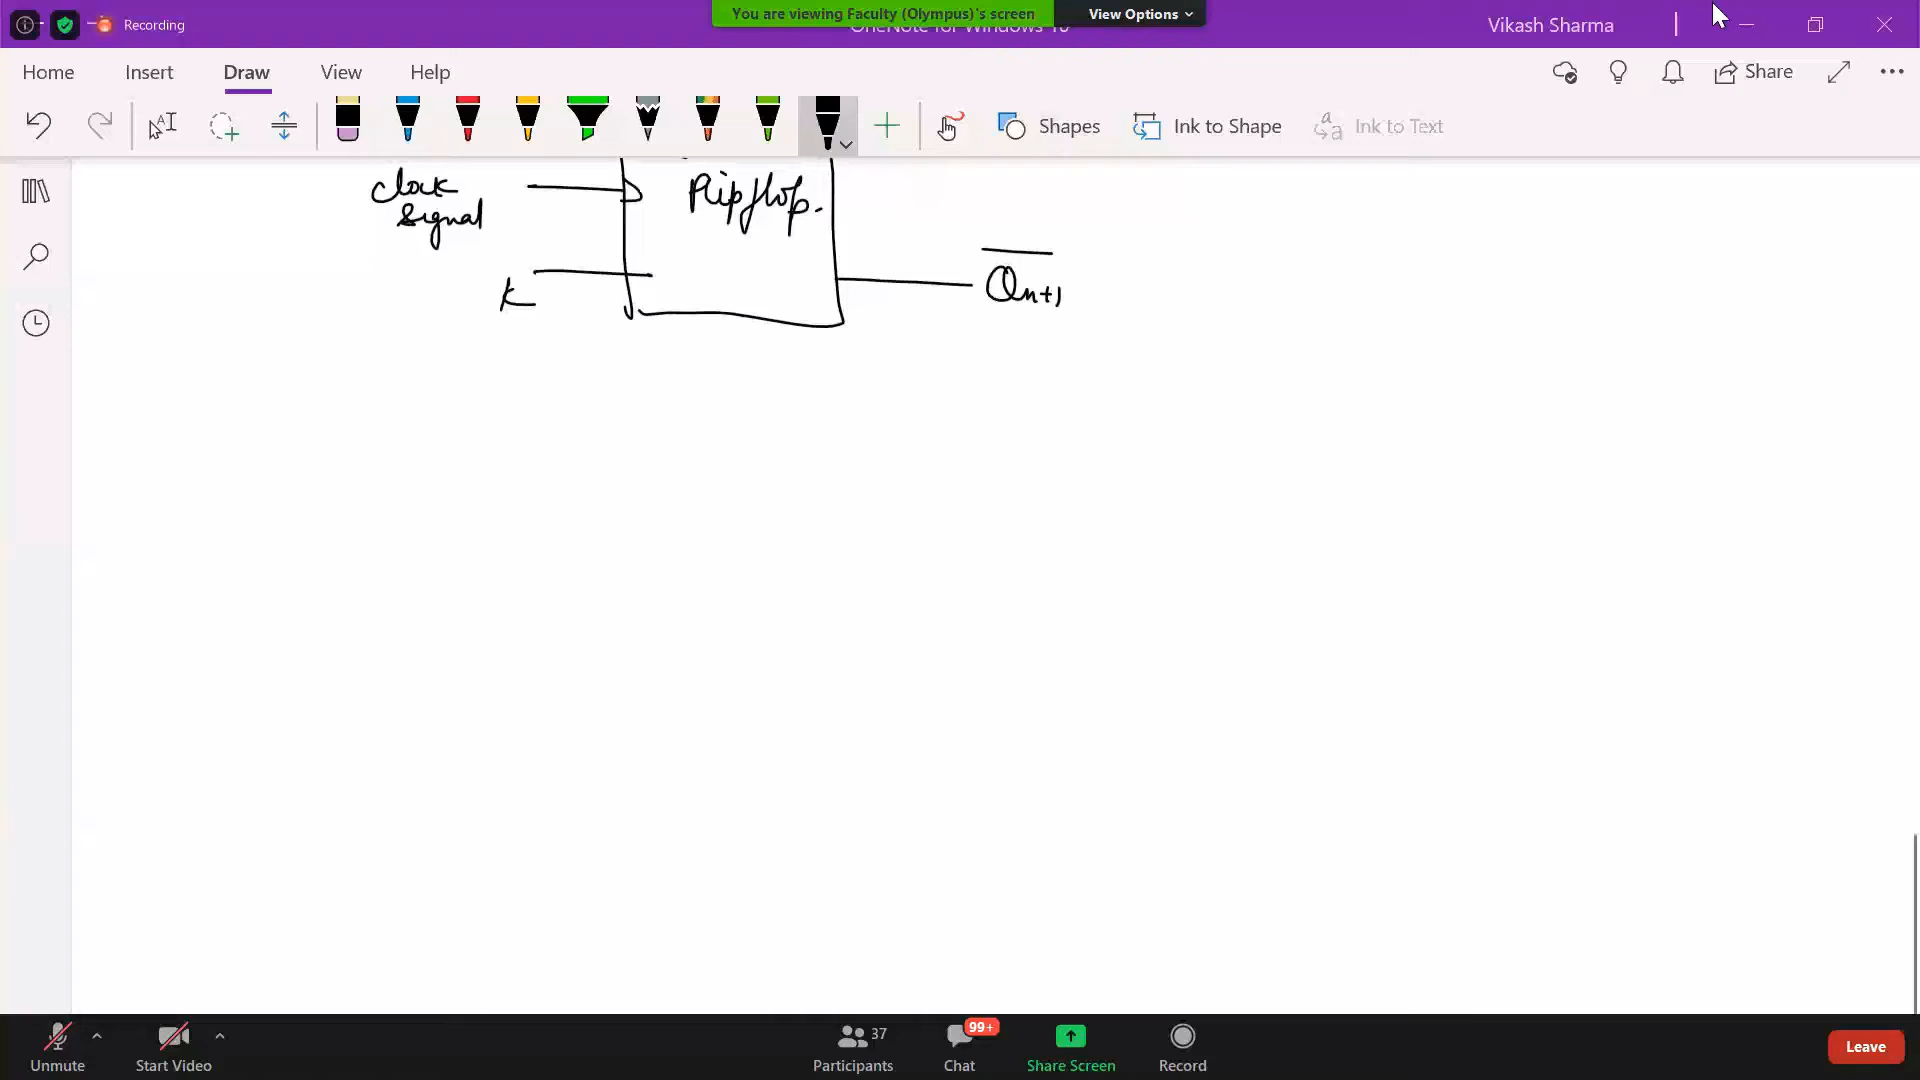 You are viewing Faculty (Olympus)'s screen View Options
Recording
Vikash Sharma
Home Insert Draw View Help
Share
Shapes
Ink to Shape
Ink to Text
Clock
Signal
Flipflop.
K
Qn+1
Unmute
Start Video
37
Participants
99+
Chat
Share Screen
Record
Leave